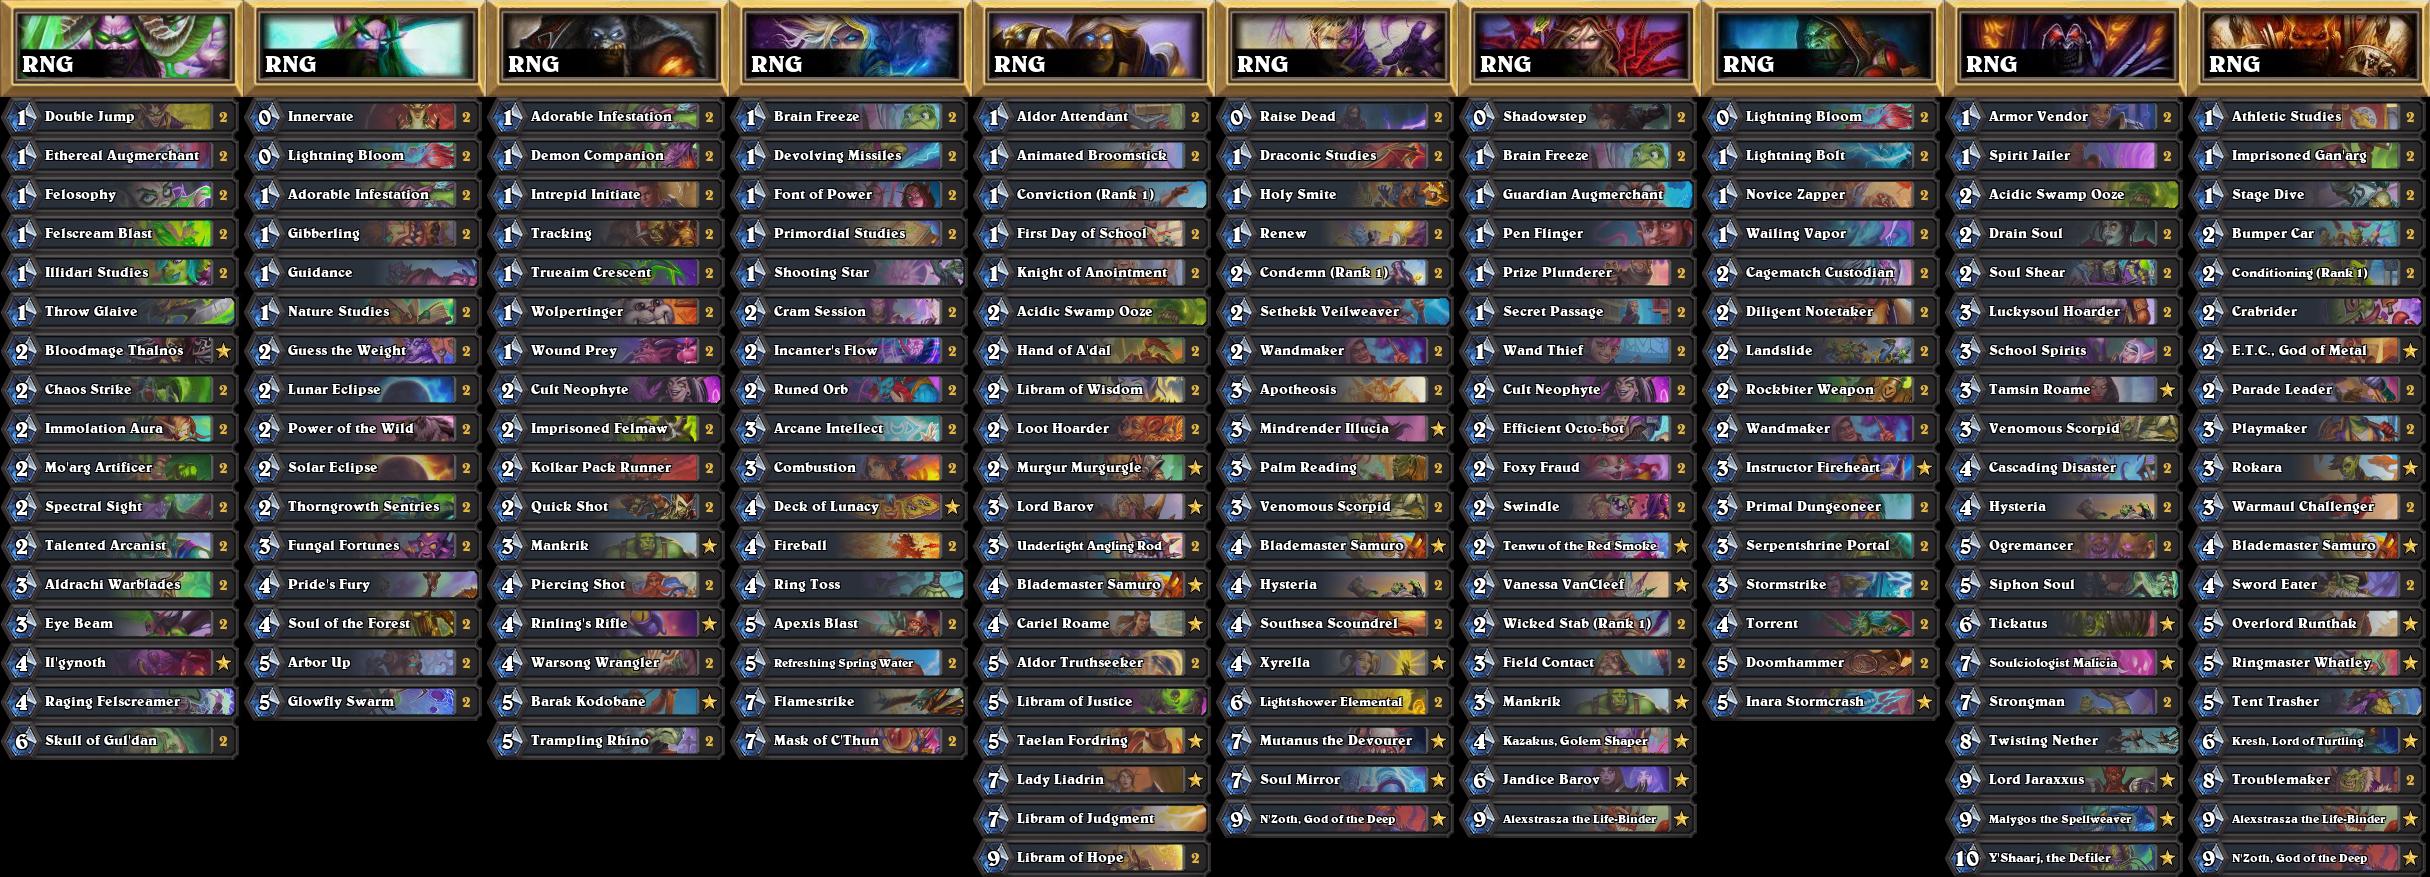 RNG
1 Double Jump 2
1 Ethereal Augmerchant 2
1 Felosophy 2
1 Felscream Blast 2
1 Illidari Studies 2
1 Throw Glaive
2 Bloodmage Thalnos
2 Chaos Strike 2
2 Immolation Aura 2
2 Mo'arg Artificer 2
2 Spectral Sight 2
2 Talented Arcanist 2
3 Aldrachi Warblades 2
3 Eye Beam 2
4 Il'gynoth
4 Raging Felscreamer
6 Skull of Gul'dan 2
RNG
0 Innervate 2
0 Lightning Bloom 2
1 Adorable Infestation 2
1 Gibberling 2
1 Guidance
1 Nature Studies 2
2 Guess the Weight 2
2 Lunar Eclipse 2
2 Power of the Wild 2
2 Solar Eclipse 2
2 Thorngrowth Sentries 2
3 Fungal Fortunes 2
4 Pride's Fury
4 Soul of the Forest 2
5 Arbor Up 2
5 Glowfly Swarm 2
RNG
1 Adorable Infestation 2
1 Demon Companion 2
1 Intrepid Initiate 2
1 Tracking 2
1 Trueaim Crescent 2
1 Wolpertinger 2
1 Wound Prey 2
2 Cult Neophyte
2 Imprisoned Felmaw 2
2 Kolkar Pack Runner 2
2 Quick Shot 2
3 Mankrik
4 Piercing Shot 2
4 Rinling's Rifle
4 Warsong Wrangler 2
5 Barak Kodobane
5 Trampling Rhino 2
RNG
1 Brain Freeze 2
1 Devolving Missiles 2
1 Font of Power 2
1 Primordial Studies 2
1 Shooting Star
2 Cram Session 2
2 Incanter's Flow 2
2 Runed Orb 2
3 Arcane Intellect 2
3 Combustion 2
4 Deck of Lunacy
4 Fireball 2
4 Ring Toss
5 Apexis Blast 2
5 Refreshing Spring Water 2
7 Flamestrike
7 Mask of C'Thun 2
RNG
1 Aldor Attendant 2
1 Animated Broomstick 2
1 Conviction (Rank 1)
1 First Day of School 2
1 Knight of Anointment 2
2 Acidic Swamp Ooze
2 Hand of A'dal 2
2 Libram of Wisdom 2
2 Loot Hoarder 2
2 Murgur Murgurgle
3 Lord Barov
3 Underlight Angling Rod 2
4 Blademaster Samuro
4 Cariel Roame
5 Aldor Truthseeker 2
5 Libram of Justice
5 Taelan Fordring
7 Lady Liadrin
7 Libram of Judgment
9 Libram of Hope 2
RNG
0 Raise Dead 2
1 Draconic Studies 2
1 Holy Smite 2
1 Renew 2
2 Condemn (Rank 1) 2
2 Sethekk Veilweaver
2 Wandmaker 2
3 Apotheosis 2
3 Mindrender Illucia
3 Palm Reading 2
3 Venomous Scorpid 2
4 Blademaster Samuro
4 Hysteria 2
4 Southsea Scoundrel 2
4 Xyrella
6 Lightshower Elemental 2
7 Mutanus the Devourer
7 Soul Mirror
9 N'Zoth, God of the Deep
RNG
0 Shadowstep 2
1 Brain Freeze 2
1 Guardian Augmerchant
1 Pen Flinger
1 Prize Plunderer 2
1 Secret Passage 2
1 Wand Thief 2
2 Cult Neophyte 2
2 Efficient Octo-bot 2
2 Foxy Fraud 2
2 Swindle 2
2 Tenwu of the Red Smoke
2 Vanessa VanCleef
2 Wicked Stab (Rank 1) 2
3 Field Contact 2
3 Mankrik
4 Kazakus, Golem Shaper
6 Jandice Barov
9 Alexstrasza the Life-Binder
RNG
0 Lightning Bloom 2
1 Lightning Bolt 2
1 Novice Zapper 2
1 Wailing Vapor 2
2 Cagematch Custodian 2
2 Diligent Notetaker 2
2 Landslide 2
2 Rockbiter Weapon 2
2 Wandmaker 2
3 Instructor Fireheart
3 Primal Dungeoneer 2
3 Serpentshrine Portal 2
3 Stormstrike 2
4 Torrent 2
5 Doomhammer 2
5 Inara Stormcrash
RNG
1 Armor Vendor 2
1 Spirit Jailer 2
2 Acidic Swamp Ooze
2 Drain Soul 2
2 Soul Shear 2
3 Luckysoul Hoarder 2
3 School Spirits 2
3 Tamsin Roame
3 Venomous Scorpid
4 Cascading Disaster 2
4 Hysteria 2
5 Ogremancer 2
5 Siphon Soul
6 Tickatus
7 Soulciologist Malicia
7 Strongman 2
8 Twisting Nether
9 Lord Jaraxxus
9 Malygos the Spellweaver
10 Y'Shaarj, the Defiler
RNG
1 Athletic Studies 2
1 Imprisoned Gan'arg 2
1 Stage Dive 2
2 Bumper Car 2
2 Conditioning (Rank 1) 2
2 Crabrider
2 E.T.C., God of Metal
2 Parade Leader 2
3 Playmaker 2
3 Rokara
3 Warmaul Challenger 2
4 Blademaster Samuro
4 Sword Eater 2
5 Overlord Runthak
5 Ringmaster Whatley
5 Tent Trasher
6 Kresh, Lord of Turtling
8 Troublemaker 2
9 Alexstrasza the Life-Binder
9 N'Zoth, God of the Deep